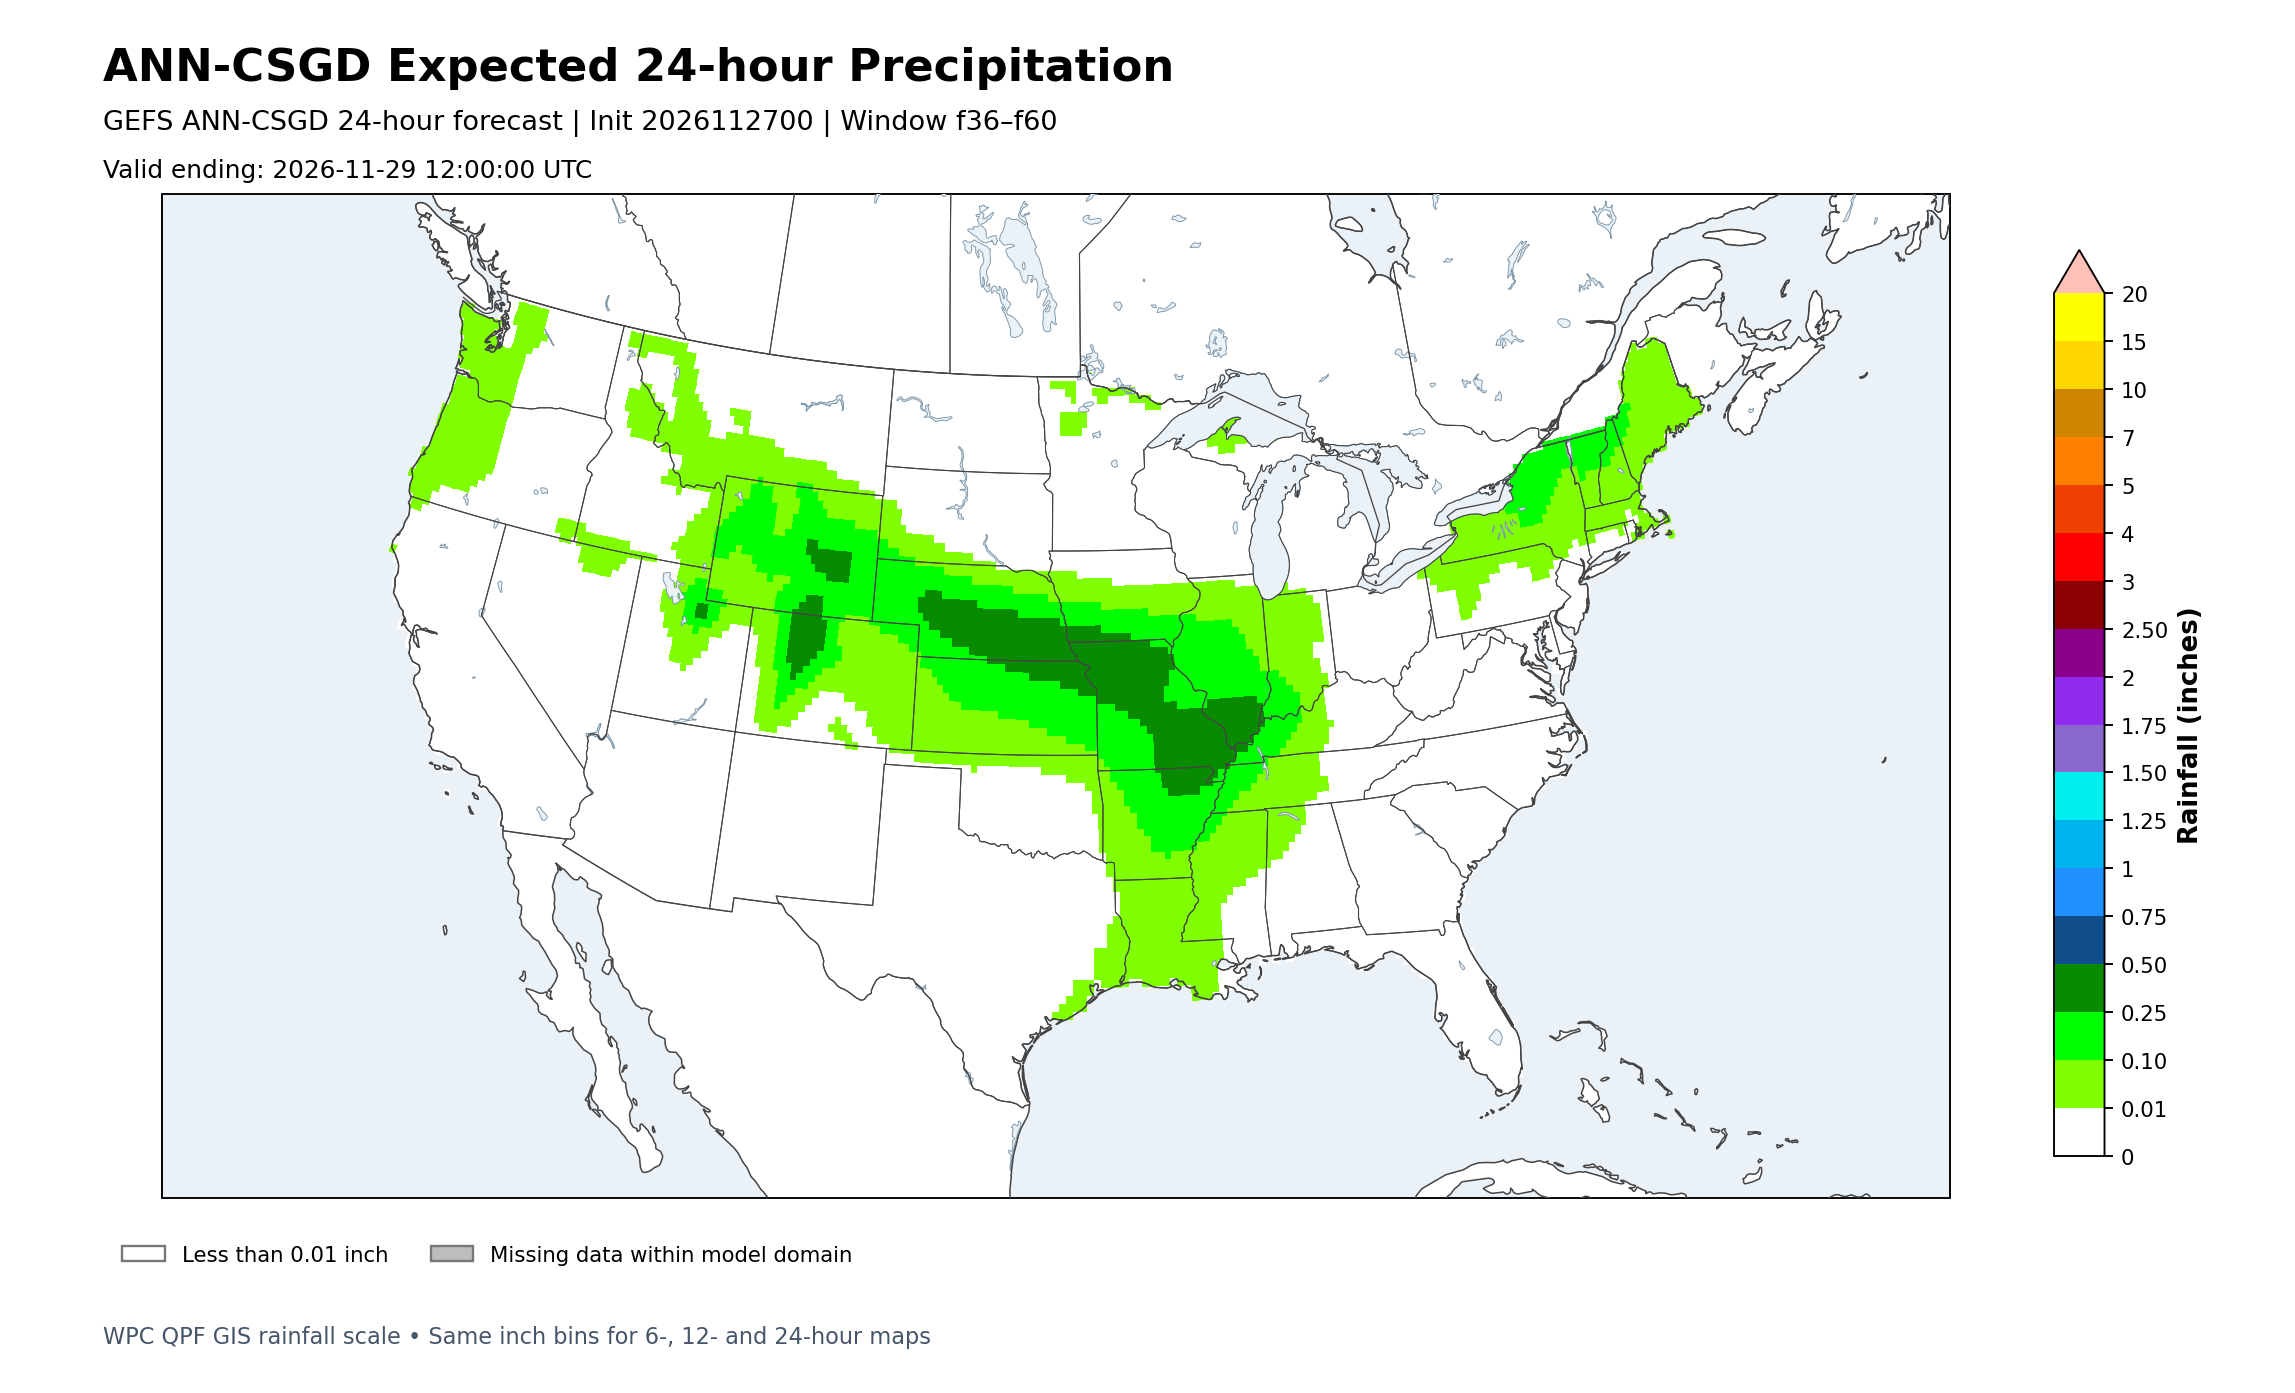 ANN-CSGD Expected 24-hour Precipitation
GEFS ANN-CSGD 24-hour forecast | Init 2026112700 | Window f36–f60
Valid ending: 2026-11-29 12:00:00 UTC
20
15
10
7
5
4
3
2.50
2
1.75
1.50
1.25
1
0.75
0.50
0.25
0.10
0.01
0
Rainfall (inches)
Less than 0.01 inch
Missing data within model domain
WPC QPF GIS rainfall scale • Same inch bins for 6-, 12- and 24-hour maps